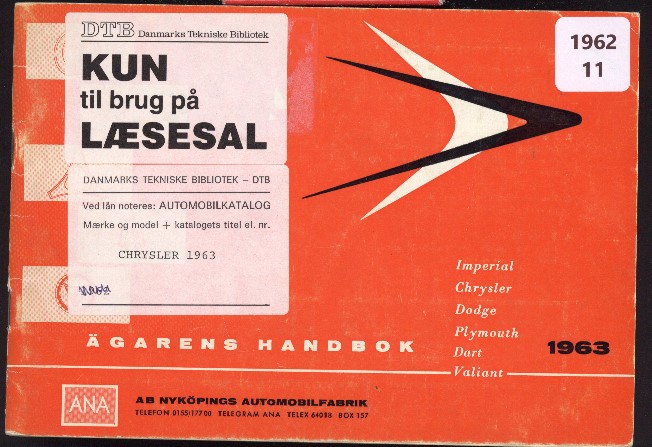 DTB Danmarks Tekniske Bibliotek
KUN
til brug på
LÆSESAL
DANMARKS TEKNISKE BIBLIOTEK – DTB
Ved lån noteres: AUTOMOBILKATALOG
Mærke og model + katalogets titel el. nr.
CHRYSLER 1963
1962
11
Imperial
Chrysler
Dodge
Plymouth
Dart
Valiant
1963
ÄGARENS HANDBOK
ANA
AB NYKÖPINGS AUTOMOBILFABRIK
TELEFON 0155/17700 TELEGRAM ANA TELEX 64088 BOX 157